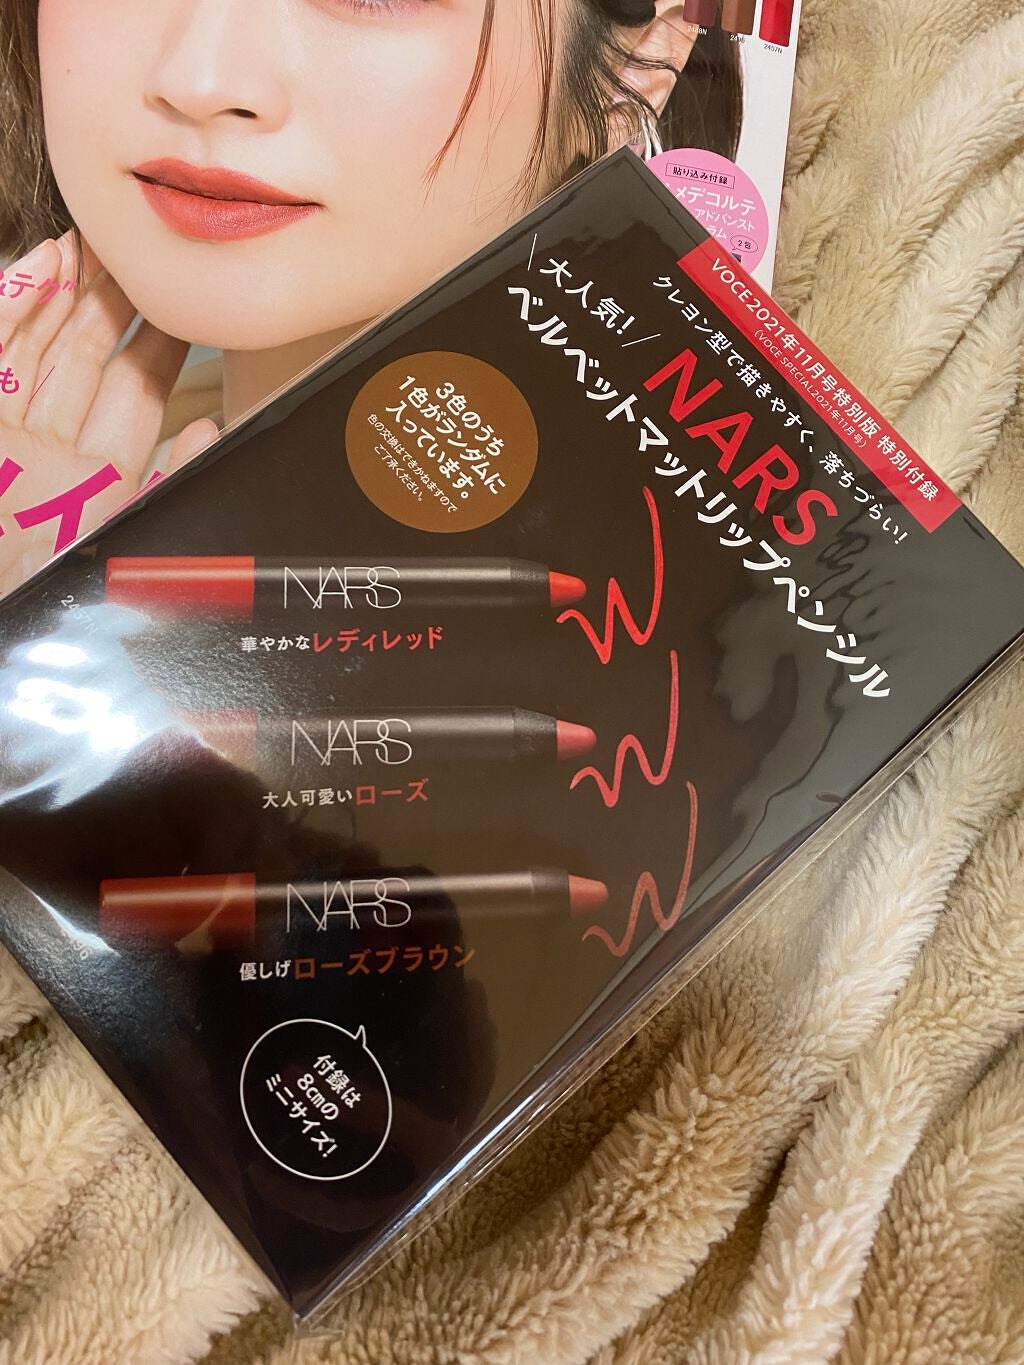 2488N
2457N
貼り込み付録
メデコルテ
アドバンスト
ラム
2包
&テク"
も
VOCE2021年11月号特別版 特別付録
(VOCE SPECIAL2021年11月号)
クレヨン型で描きやすく、落ちづらい!
大人気!
NARS
ベルベットマットリップペンシル
3色のうち
1色がランダムに
入っています。
色の交換はできかねますので
ご了承ください。
2457N
NARS
華やかなレディレッド
NARS
大人可愛いローズ
NARS
優しげローズブラウン
付録は
8cmの
ミニサイズ!